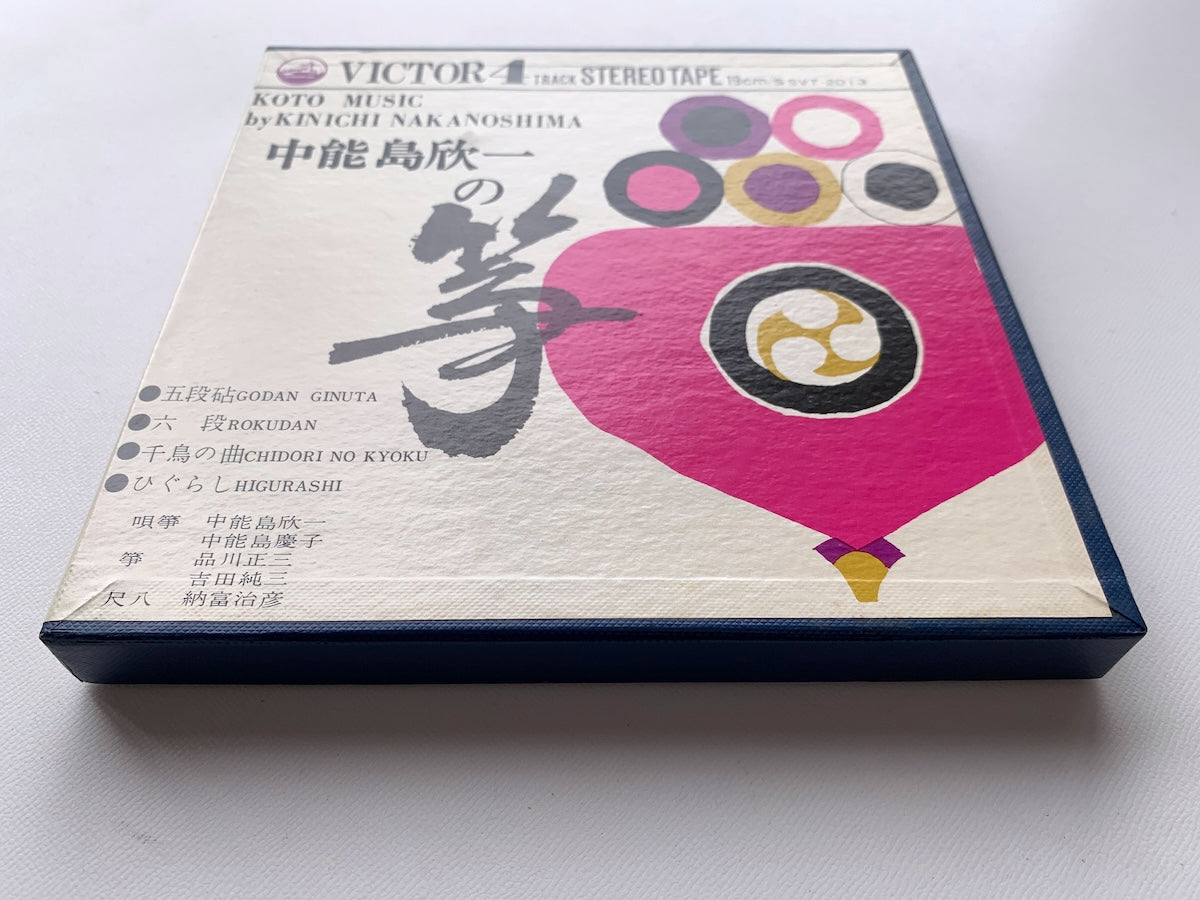 VICTOR 4 TRACK STEREO TAPE 19cm/s SVT-2013
KOTO MUSIC
by KINICHI NAKANOSHIMA
中能島欣一
の
箏
●五段砧GODAN GINUTA
●六 段ROKUDAN
●千鳥の曲CHIDORI NO KYOKU
●ひぐらしHIGURASHI
唄箏 中能島欣一
中能島慶子
箏 品川正三
吉田純三
尺八 納富治彦